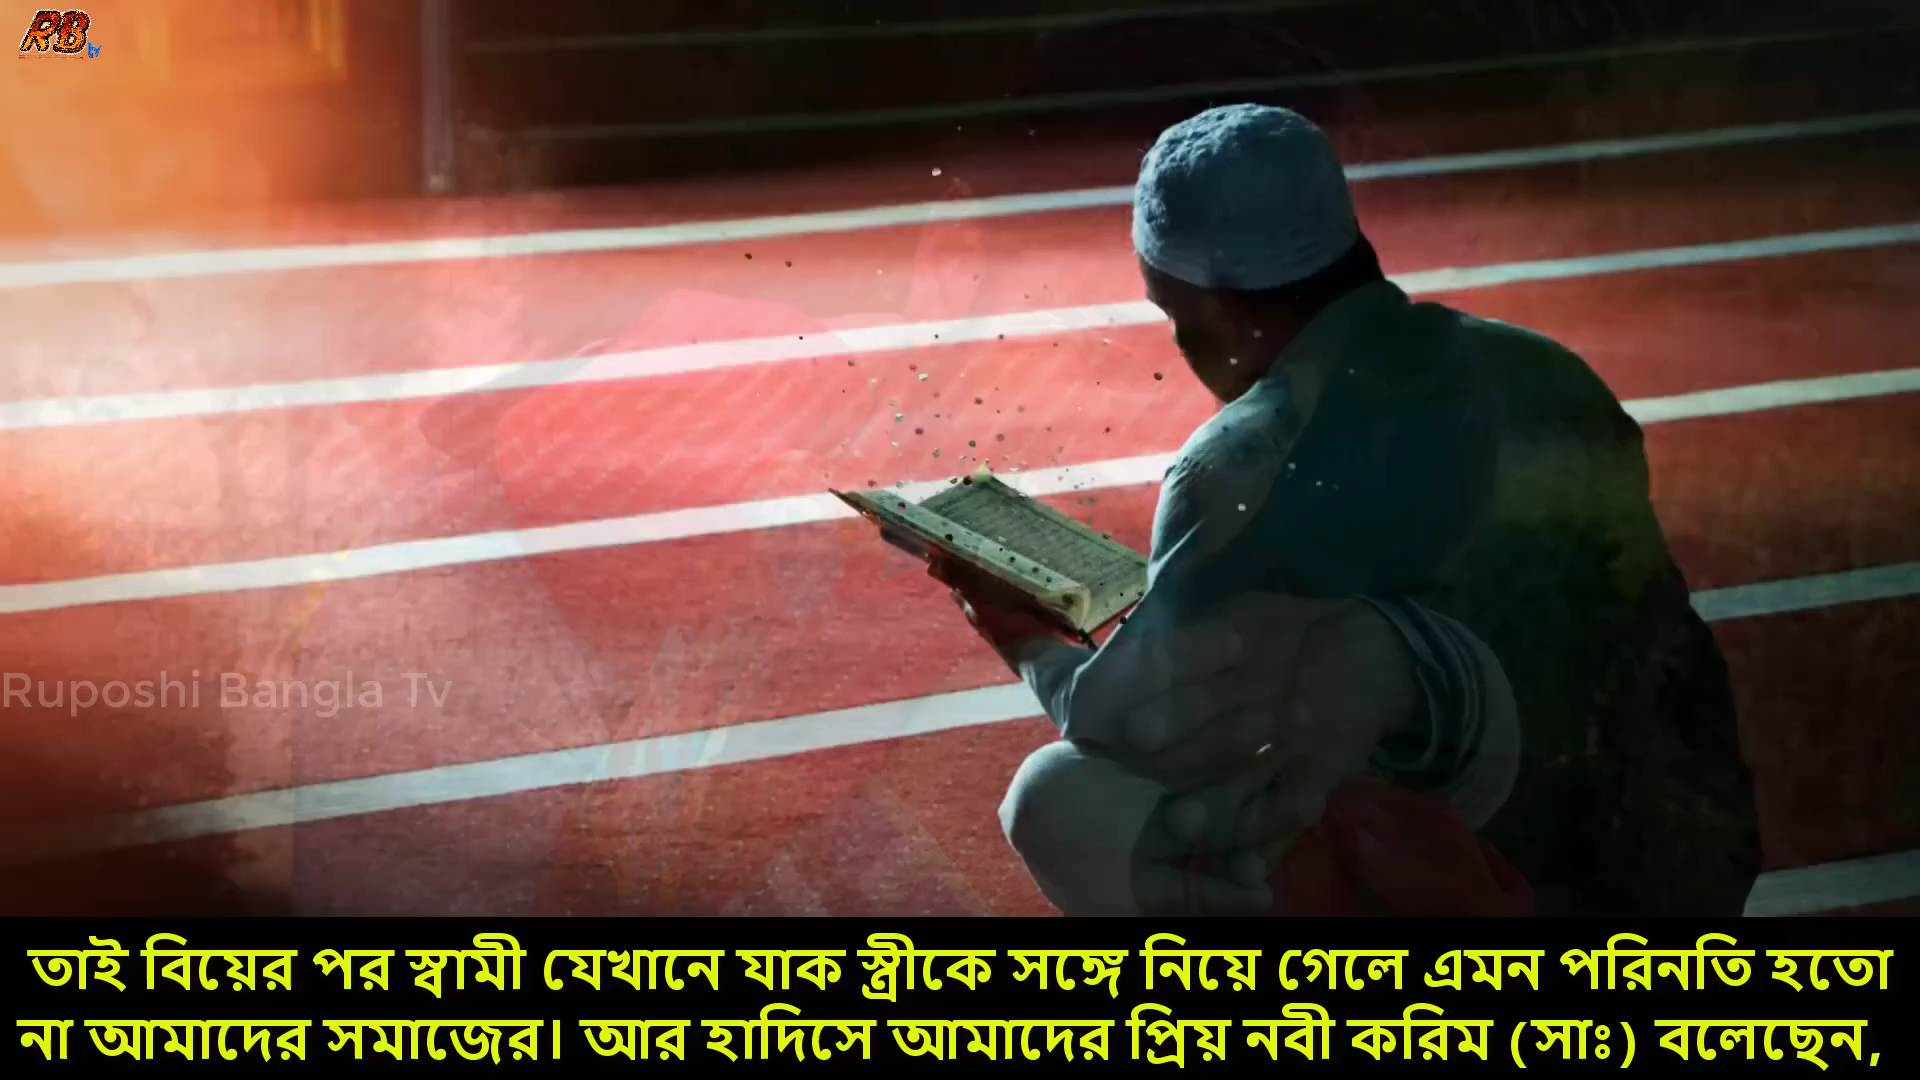 RB
tv
Ruposhi Bangla Tv
তাই বিয়ের পর স্বামী যেখানে যাক স্ত্রীকে সঙ্গে নিয়ে গেলে এমন পরিনতি হতো
না আমাদের সমাজের। আর হাদিসে আমাদের প্রিয় নবী করিম (সাঃ) বলেছেন,